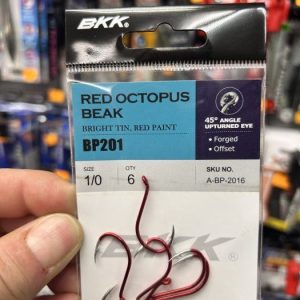 BKK
RED OCTOPUS
BEAK
BRIGHT TIN, RED PAINT
BP201
45° ANGLE
UPTURNED EYE
• Forged
• Offset
SIZE
QTY
SKU NO.
1/0
6
A-BP-2016
BKK